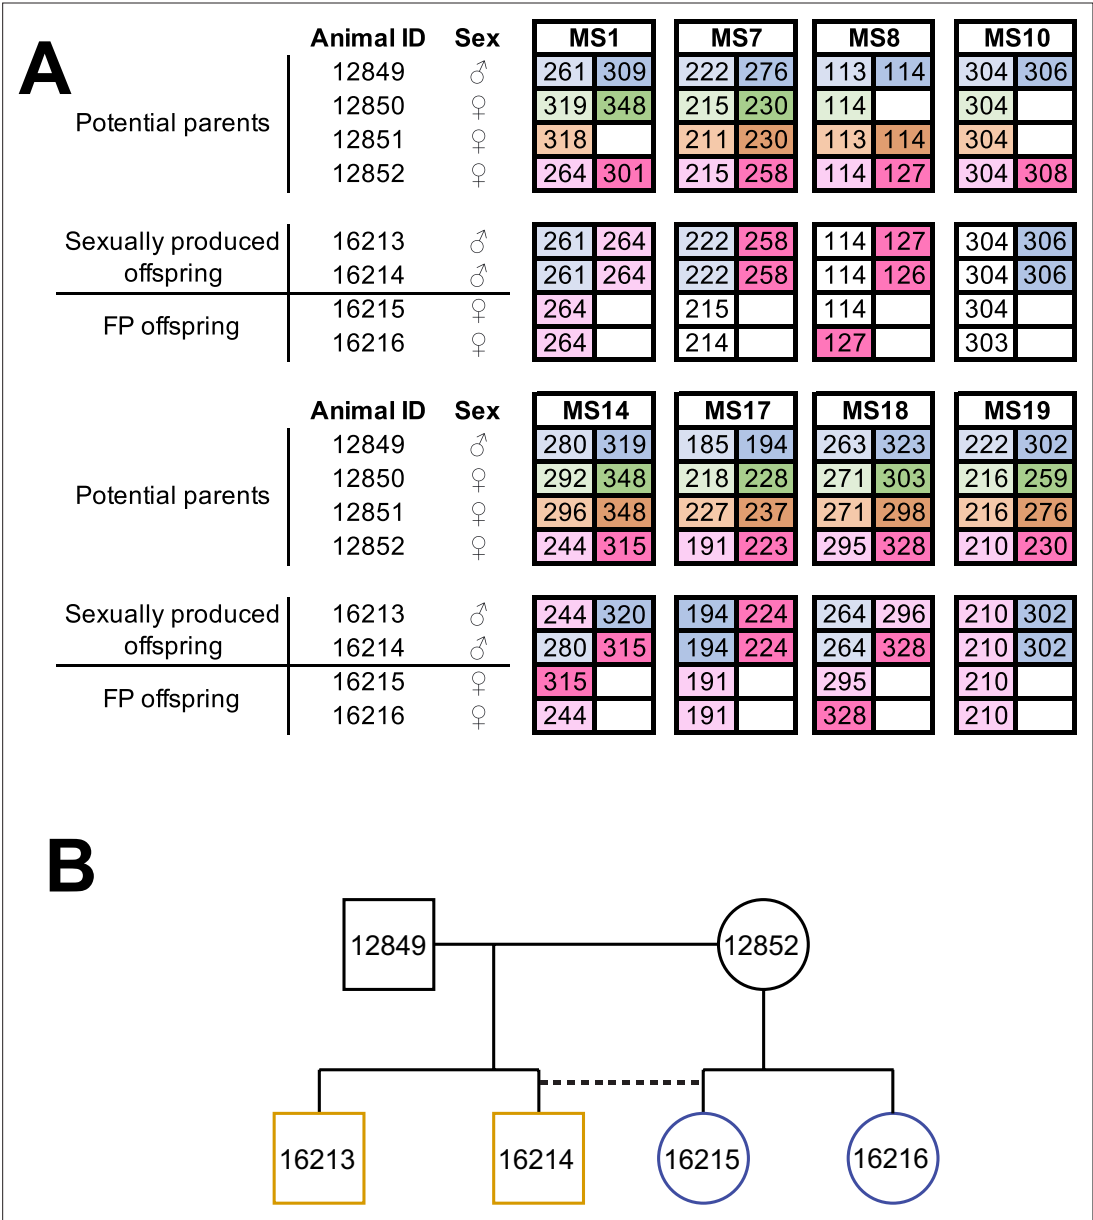 A
Animal ID Sex MS1 MS7 MS8 MS10
12849 ♂ 261 309 222 276 113 114 304 306
Potential parents
12850 ♀ 319 348 215 230 114 304
12851 ♀ 318 211 230 113 114 304
12852 ♀ 264 301 215 258 114 127 304 308
Sexually produced
offspring
16213 ♂ 261 264 222 258 114 127 304 306
16214 ♂ 261 264 222 258 114 126 304 306
FP offspring
16215 ♀ 264 215 114 304
16216 ♀ 264 214 127 303
Animal ID Sex MS14 MS17 MS18 MS19
12849 ♂ 280 319 185 194 263 323 222 302
Potential parents
12850 ♀ 292 348 218 228 271 303 216 259
12851 ♀ 296 348 227 237 271 298 216 276
12852 ♀ 244 315 191 223 295 328 210 230
Sexually produced
offspring
16213 ♂ 244 320 194 224 264 296 210 302
16214 ♂ 280 315 194 224 264 328 210 302
FP offspring
16215 ♀ 315 191 295 210
16216 ♀ 244 191 328 210
B
12849 12852
16213 16214 16215 16216